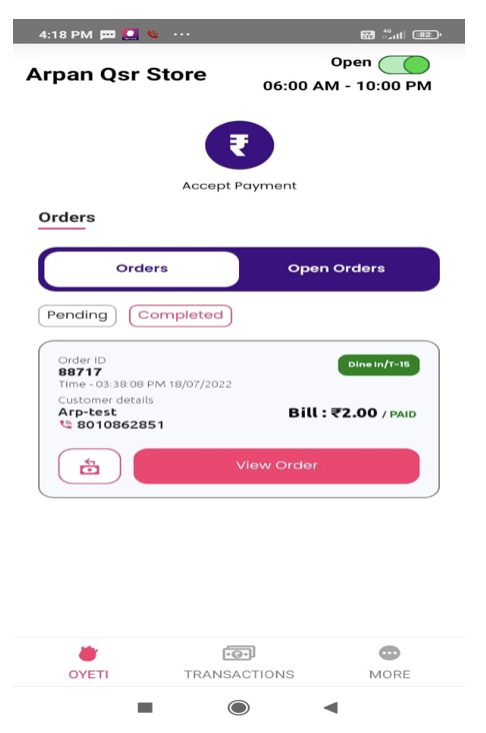 4:18 PM
4G
82
Arpan Qsr Store
Open
06:00 AM - 10:00 PM
₹
Accept Payment
Orders
Orders
Open Orders
Pending
Completed
Order ID
88717
Dine In/T-15
Time - 03:38:08 PM 18/07/2022
Customer details
Arp-test
Bill : ₹2.00 / PAID
8010862851
View Order
OYETI
TRANSACTIONS
MORE